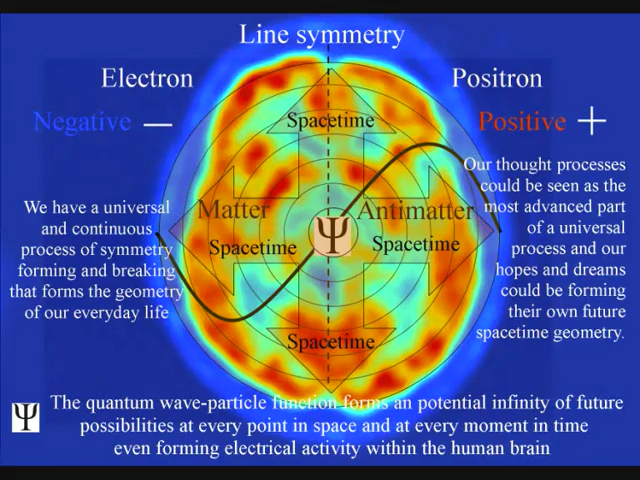 Line symmetry
Electron
Positron
Negative —
Positive +
Spacetime
Our thought processes
could be seen as the
most advanced part
of a universal
process and our
hopes and dreams
could be forming
their own future
spacetime geometry.
We have a universal
and continuous
process of symmetry
forming and breaking
that forms the geometry
of our everyday life
Matter
Antimatter
Ψ
Spacetime
Spacetime
Spacetime
Ψ
The quantum wave-particle function forms an potential infinity of future
possibilities at every point in space and at every moment in time
even forming electrical activity within the human brain